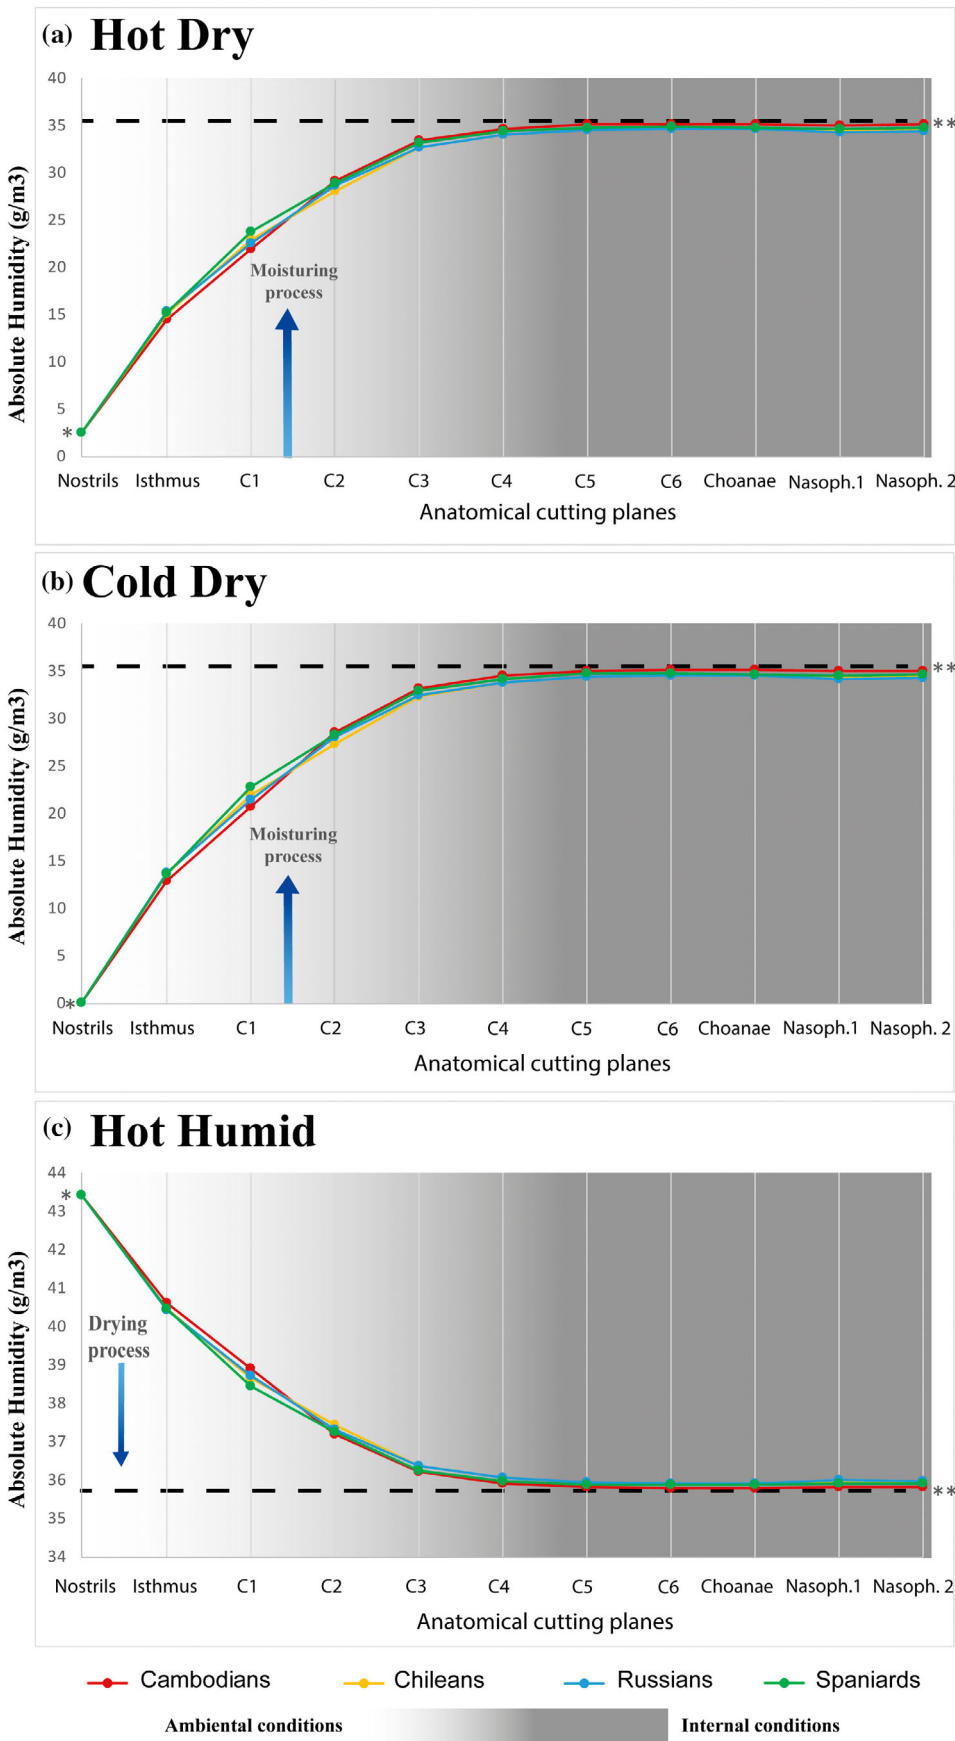 (a) Hot Dry
Absolute Humidity (g/m3)
40
35
30
25
20
15
10
5
0
*
**
Moisturing
process
Nostrils Isthmus C1 C2 C3 C4 C5 C6 Choanae Nasoph.1 Nasoph. 2
Anatomical cutting planes
(b) Cold Dry
Absolute Humidity (g/m3)
40
35
30
25
20
15
10
5
0
*
**
Moisturing
process
Nostrils Isthmus C1 C2 C3 C4 C5 C6 Choanae Nasoph.1 Nasoph. 2
Anatomical cutting planes
(c) Hot Humid
Absolute Humidity (g/m3)
44
43
42
41
40
39
38
37
36
35
34
*
**
Drying
process
Nostrils Isthmus C1 C2 C3 C4 C5 C6 Choanae Nasoph.1 Nasoph. 2
Anatomical cutting planes
Cambodians Chileans Russians Spaniards
Ambiental conditions Internal conditions